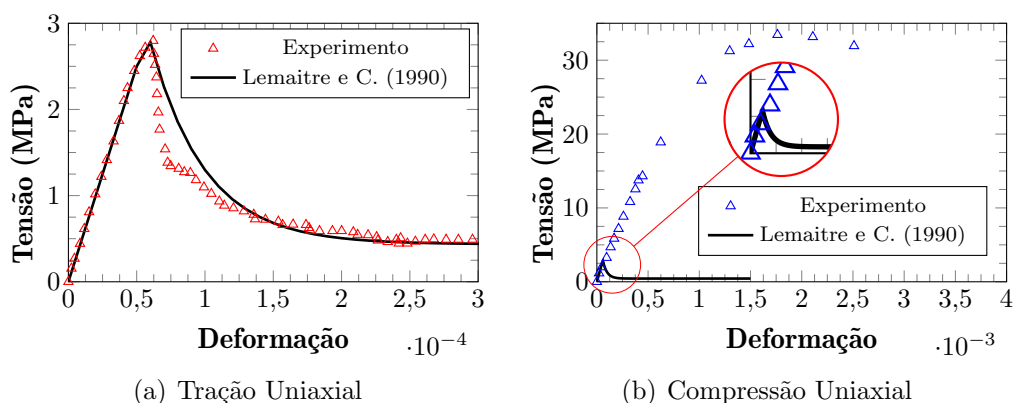 3
2
1
0
0
0,5
1
1,5
2
2,5
3
Tensão (MPa)
Deformação
·10⁻⁴
Experimento
Lemaitre e C. (1990)
(a) Tração Uniaxial
30
20
10
0
0
0,5
1
1,5
2
2,5
3
3,5
4
Tensão (MPa)
Deformação
·10⁻³
Experimento
Lemaitre e C. (1990)
(b) Compressão Uniaxial